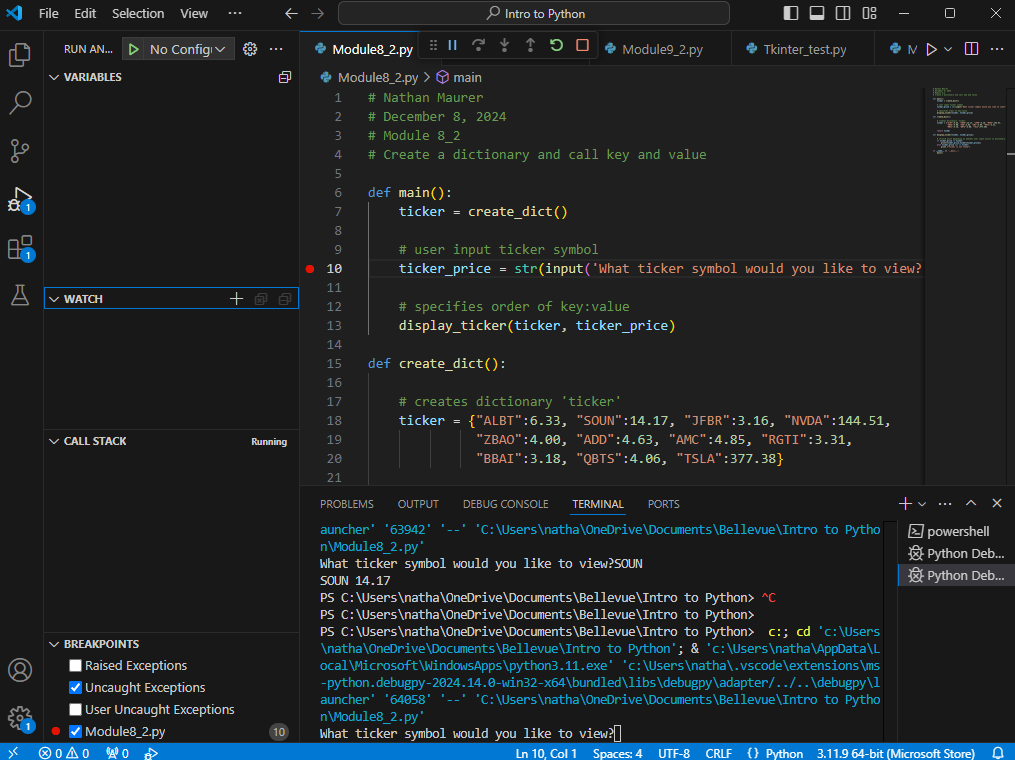 File Edit Selection View ··· Intro to Python
RUN AN... No Config ···
VARIABLES
WATCH
CALL STACK Running
BREAKPOINTS
Raised Exceptions
Uncaught Exceptions
User Uncaught Exceptions
Module8_2.py 10
Module8_2.py Module9_2.py Tkinter_test.py M ···
Module8_2.py > main
1 # Nathan Maurer
2 # December 8, 2024
3 # Module 8_2
4 # Create a dictionary and call key and value
5
6 def main():
7 ticker = create_dict()
8
9 # user input ticker symbol
10 ticker_price = str(input('What ticker symbol would you like to view?
11
12 # specifies order of key:value
13 display_ticker(ticker, ticker_price)
14
15 def create_dict():
16
17 # creates dictionary 'ticker'
18 ticker = {"ALBT":6.33, "SOUN":14.17, "JFBR":3.16, "NVDA":144.51,
19 "ZBAO":4.00, "ADD":4.63, "AMC":4.85, "RGTI":3.31,
20 "BBAI":3.18, "QBTS":4.06, "TSLA":377.38}
21
PROBLEMS OUTPUT DEBUG CONSOLE TERMINAL PORTS ···
auncher' '63942' '--' 'C:\Users\natha\OneDrive\Documents\Bellevue\Intro to Pytho
n\Module8_2.py'
What ticker symbol would you like to view?SOUN
SOUN 14.17
PS C:\Users\natha\OneDrive\Documents\Bellevue\Intro to Python> ^C
PS C:\Users\natha\OneDrive\Documents\Bellevue\Intro to Python>
PS C:\Users\natha\OneDrive\Documents\Bellevue\Intro to Python>  c:; cd 'c:\Users
\natha\OneDrive\Documents\Bellevue\Intro to Python'; & 'c:\Users\natha\AppData\L
ocal\Microsoft\WindowsApps\python3.11.exe' 'c:\Users\natha\.vscode\extensions\ms
-python.debugpy-2024.14.0-win32-x64\bundled\libs\debugpy\adapter/../..\debugpy\l
auncher' '64058' '--' 'C:\Users\natha\OneDrive\Documents\Bellevue\Intro to Pytho
n\Module8_2.py'
What ticker symbol would you like to view?
powershell
Python Deb...
Python Deb...
1
1
1
0 0 0 Ln 10, Col 1 Spaces: 4 UTF-8 CRLF {} Python 3.11.9 64-bit (Microsoft Store)